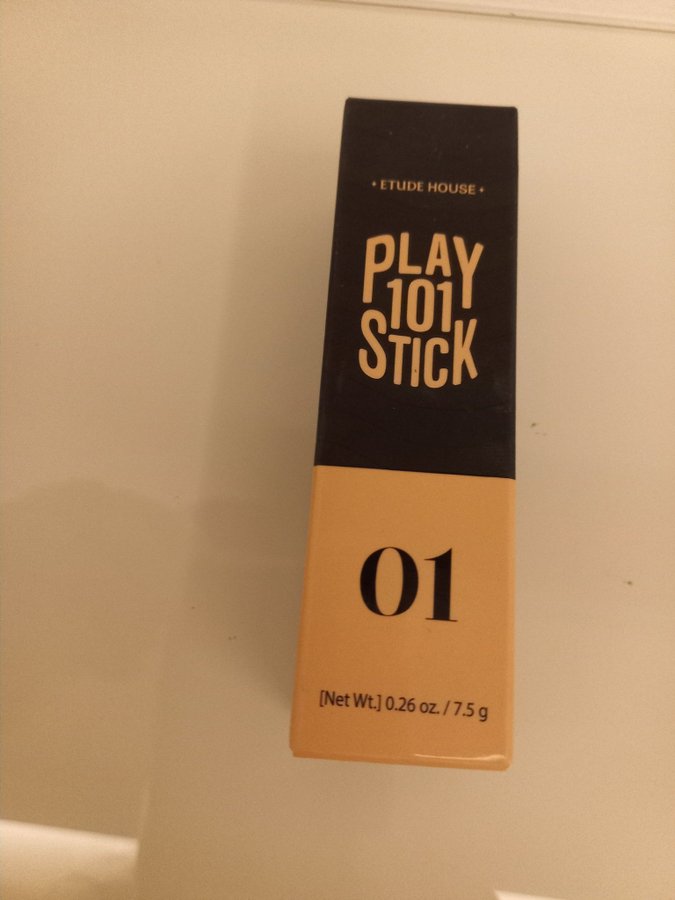 • ETUDE HOUSE •
PLAY
101
STICK
01
[Net Wt.] 0.26 oz. / 7.5 g